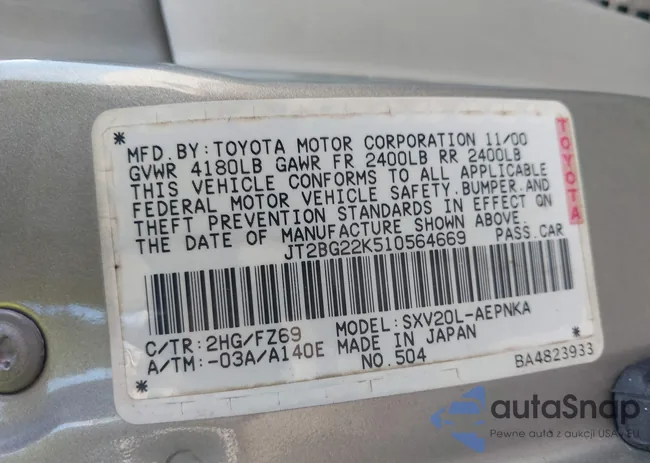 MFD.BY:TOYOTA MOTOR CORPORATION 11/00
GVWR 4180LB GAWR FR 2400LB RR 2400LB
THIS VEHICLE CONFORMS TO ALL APPLICABLE
FEDERAL MOTOR VEHICLE SAFETY,BUMPER,AND
THEFT PREVENTION STANDARDS IN EFFECT ON
THE DATE OF MANUFACTURE SHOWN ABOVE.
JT2BG22K510564669 PASS.CAR
TOYOTA
C/TR:2HG/FZ69 MODEL:SXV20L-AEPNKA
A/TM:-03A/A140E MADE IN JAPAN
NO.504 BA4823933
autaSnap
Pewne auta z aukcji USA i EU